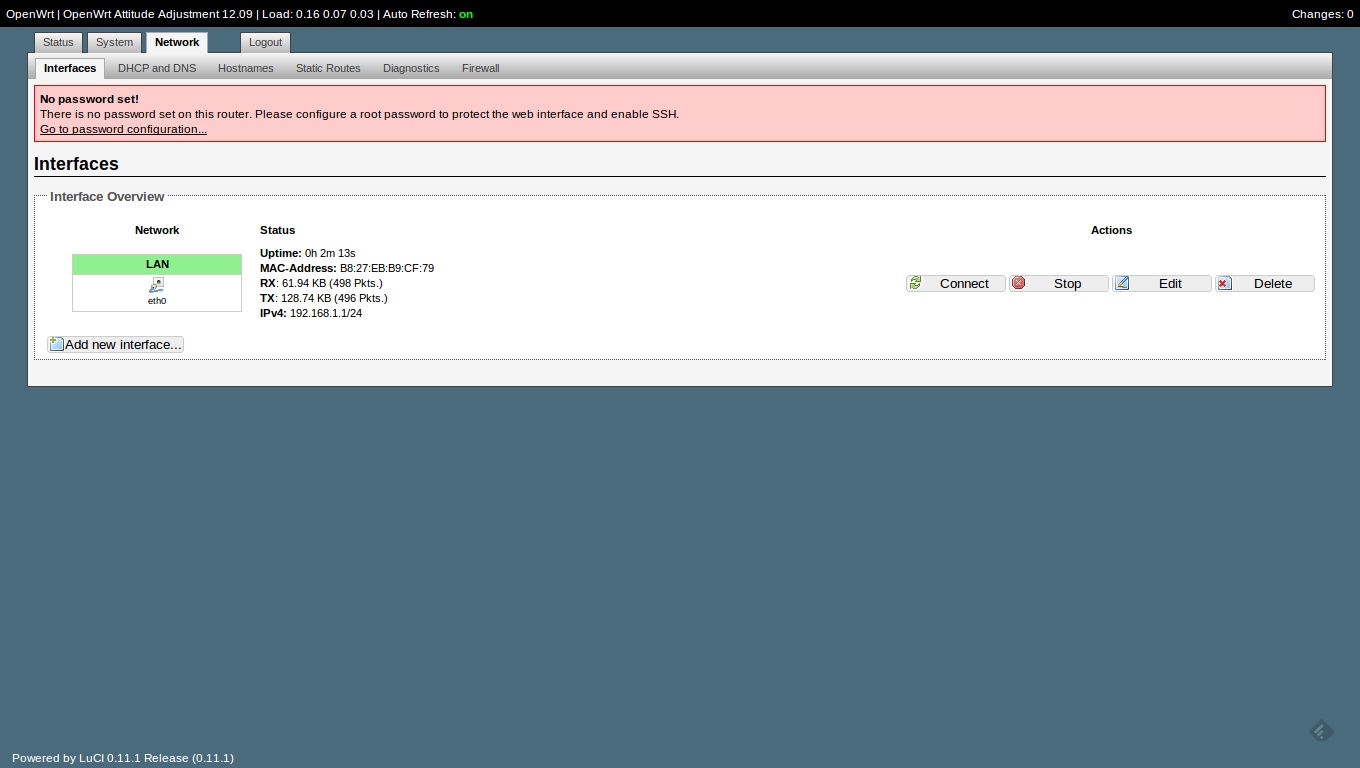 OpenWrt | OpenWrt Attitude Adjustment 12.09 | Load: 0.16 0.07 0.03 | Auto Refresh: on Changes: 0
Status System Network Logout
Interfaces DHCP and DNS Hostnames Static Routes Diagnostics Firewall
No password set!
There is no password set on this router. Please configure a root password to protect the web interface and enable SSH.
Go to password configuration...
Interfaces
Interface Overview
Network Status Actions
LAN
eth0
Uptime: 0h 2m 13s
MAC-Address: B8:27:EB:B9:CF:79
RX: 61.94 KB (498 Pkts.)
TX: 128.74 KB (496 Pkts.)
IPv4: 192.168.1.1/24
Connect Stop Edit Delete
Add new interface...
Powered by LuCI 0.11.1 Release (0.11.1)